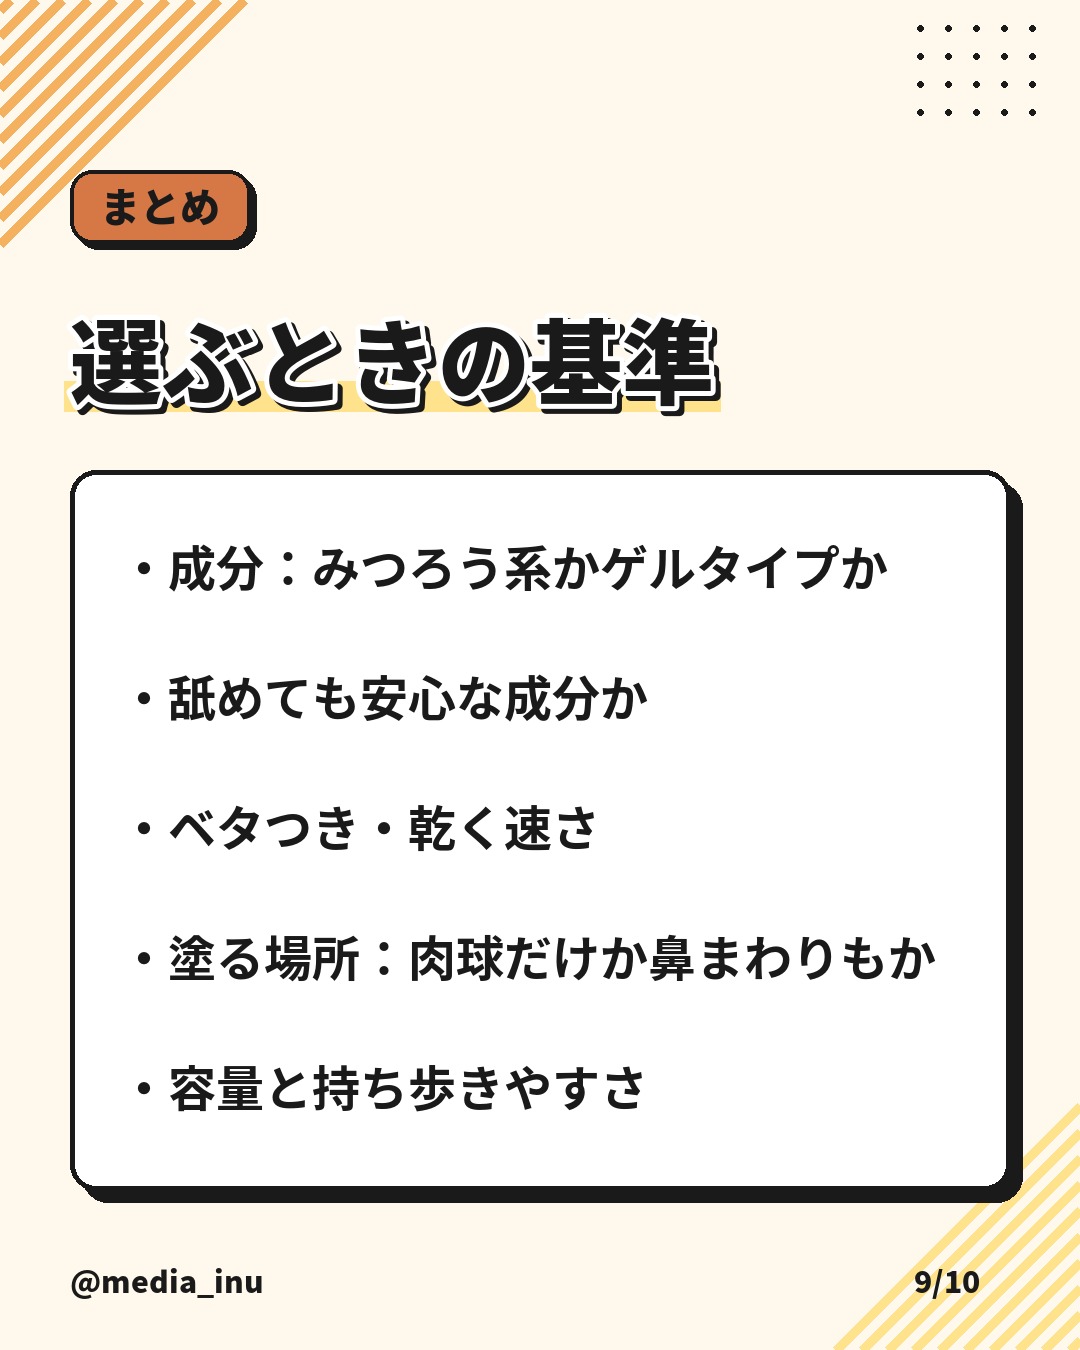 まとめ
選ぶときの基準
・成分：みつろう系かゲルタイプか
・舐めても安心な成分か
・ベタつき・乾く速さ
・塗る場所：肉球だけか鼻まわりもか
・容量と持ち歩きやすさ
@media_inu
9/10